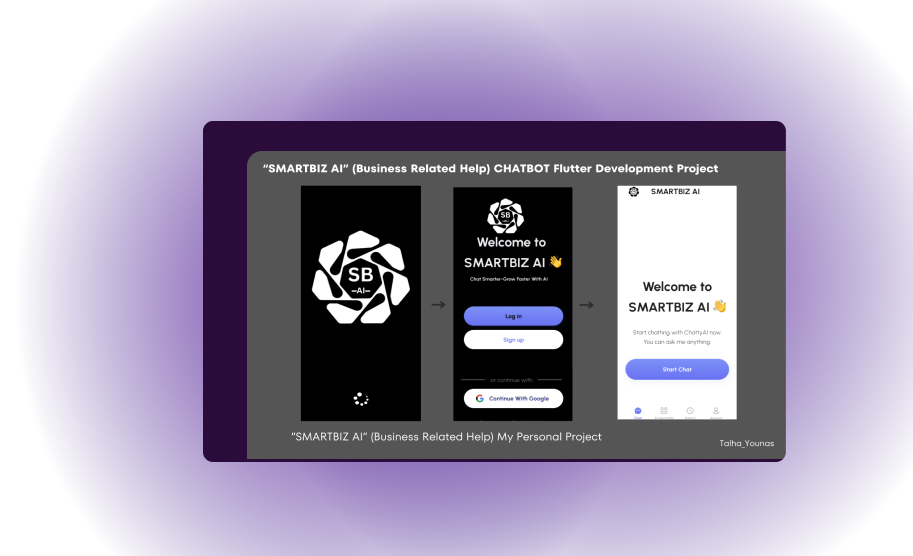 "SMARTBIZ AI" (Business Related Help) CHATBOT Flutter Development Project
SB
AI
SB
Welcome to
SMARTBIZ AI 👋
Chat Smarter-Grow Faster With AI
Log in
Sign up
or continue with
Continue With Google
SMARTBIZ AI
Welcome to
SMARTBIZ AI 👋
Start chatting with ChattyAI now
You can ask me anything
Start Chat
"SMARTBIZ AI" (Business Related Help) My Personal Project
Talha_Younas